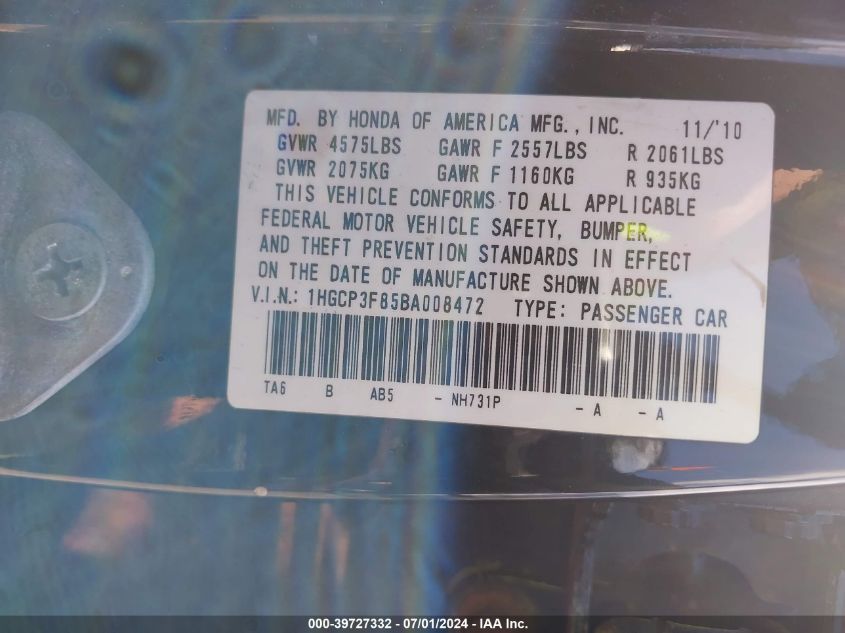 MFD. BY HONDA OF AMERICA MFG., INC. 11/'10
GVWR 4575LBS GAWR F 2557LBS R 2061LBS
GVWR 2075KG GAWR F 1160KG R 935KG
THIS VEHICLE CONFORMS TO ALL APPLICABLE
FEDERAL MOTOR VEHICLE SAFETY, BUMPER,
AND THEFT PREVENTION STANDARDS IN EFFECT
ON THE DATE OF MANUFACTURE SHOWN ABOVE.
V.I.N.: 1HGCP3F85BA008472 TYPE: PASSENGER CAR
TA6 B AB5 - NH731P - A - A
000-39727332 - 07/01/2024 - IAA Inc.